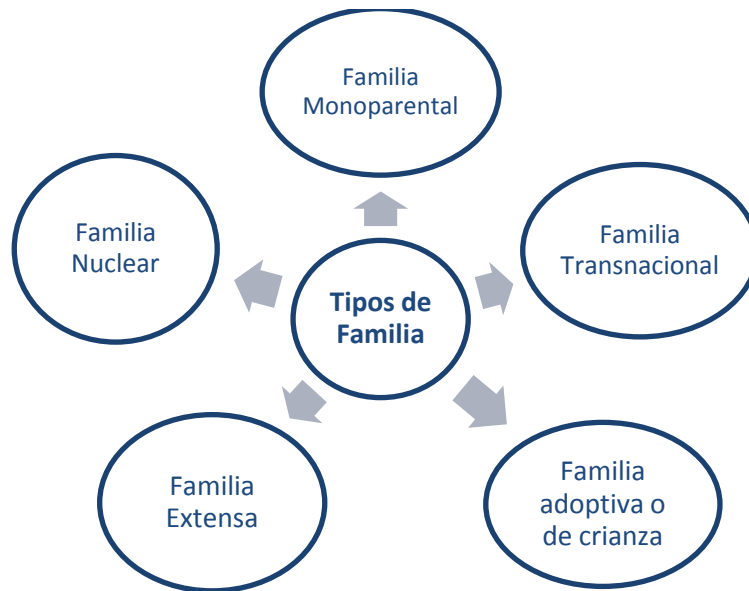 Familia
Monoparental
Familia
Nuclear
Familia
Transnacional
Tipos de
Familia
Familia
Extensa
Familia
adoptiva o
de crianza